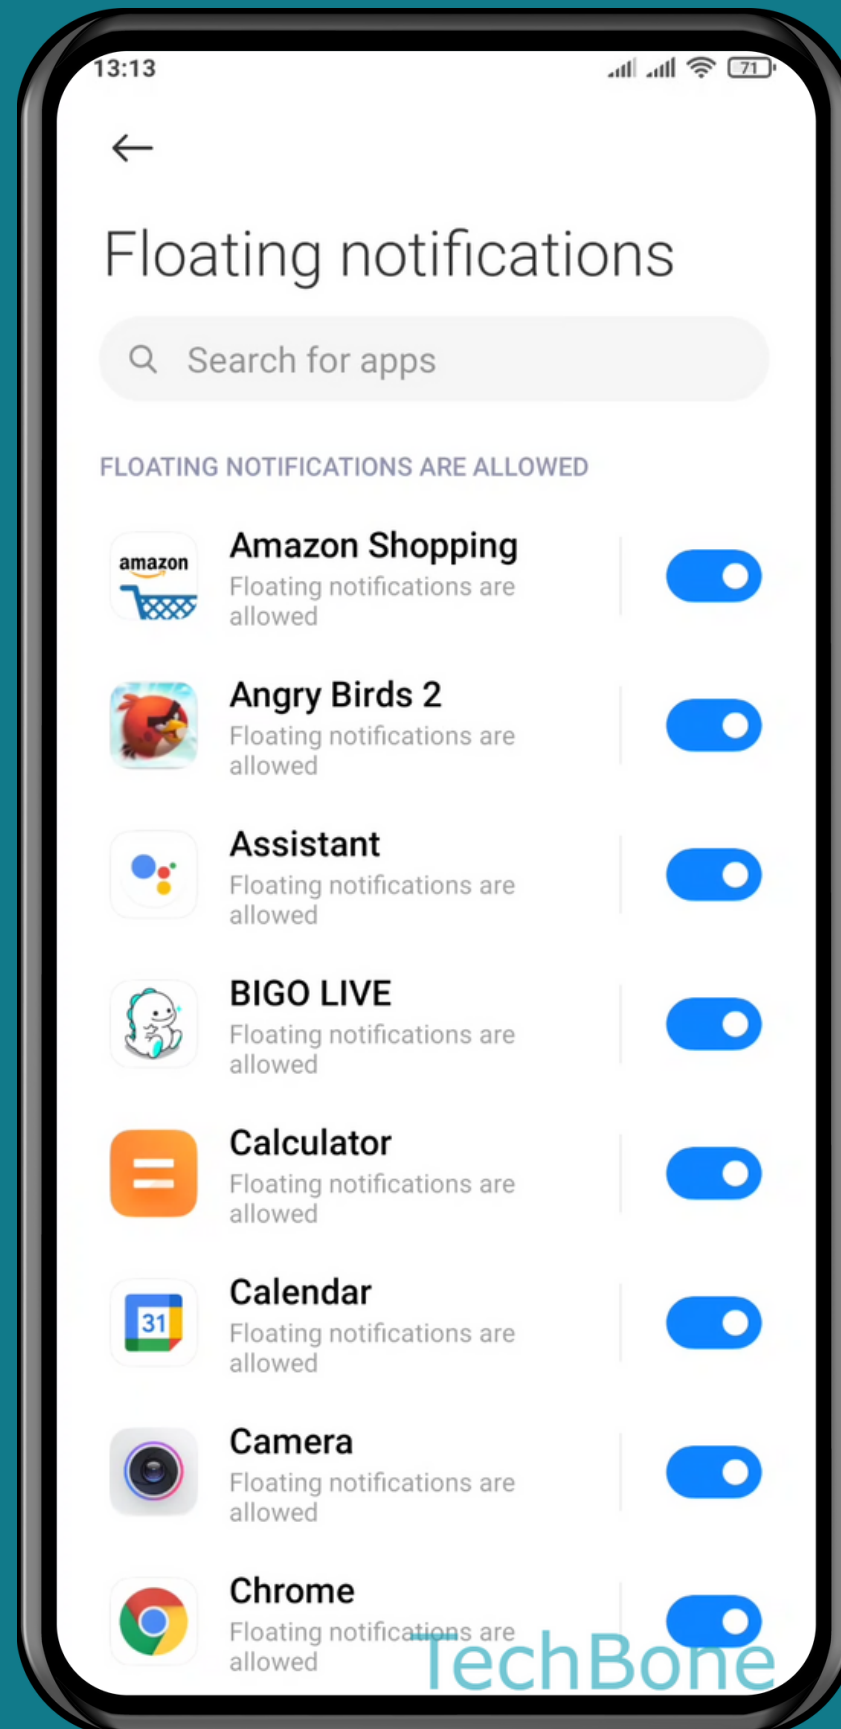 13:13
71
Floating notifications
Search for apps
FLOATING NOTIFICATIONS ARE ALLOWED
amazon
Amazon Shopping
Floating notifications are
allowed
Angry Birds 2
Floating notifications are
allowed
Assistant
Floating notifications are
allowed
BIGO LIVE
Floating notifications are
allowed
Calculator
Floating notifications are
allowed
31
Calendar
Floating notifications are
allowed
Camera
Floating notifications are
allowed
Chrome
Floating notifications are
allowed
TechBone